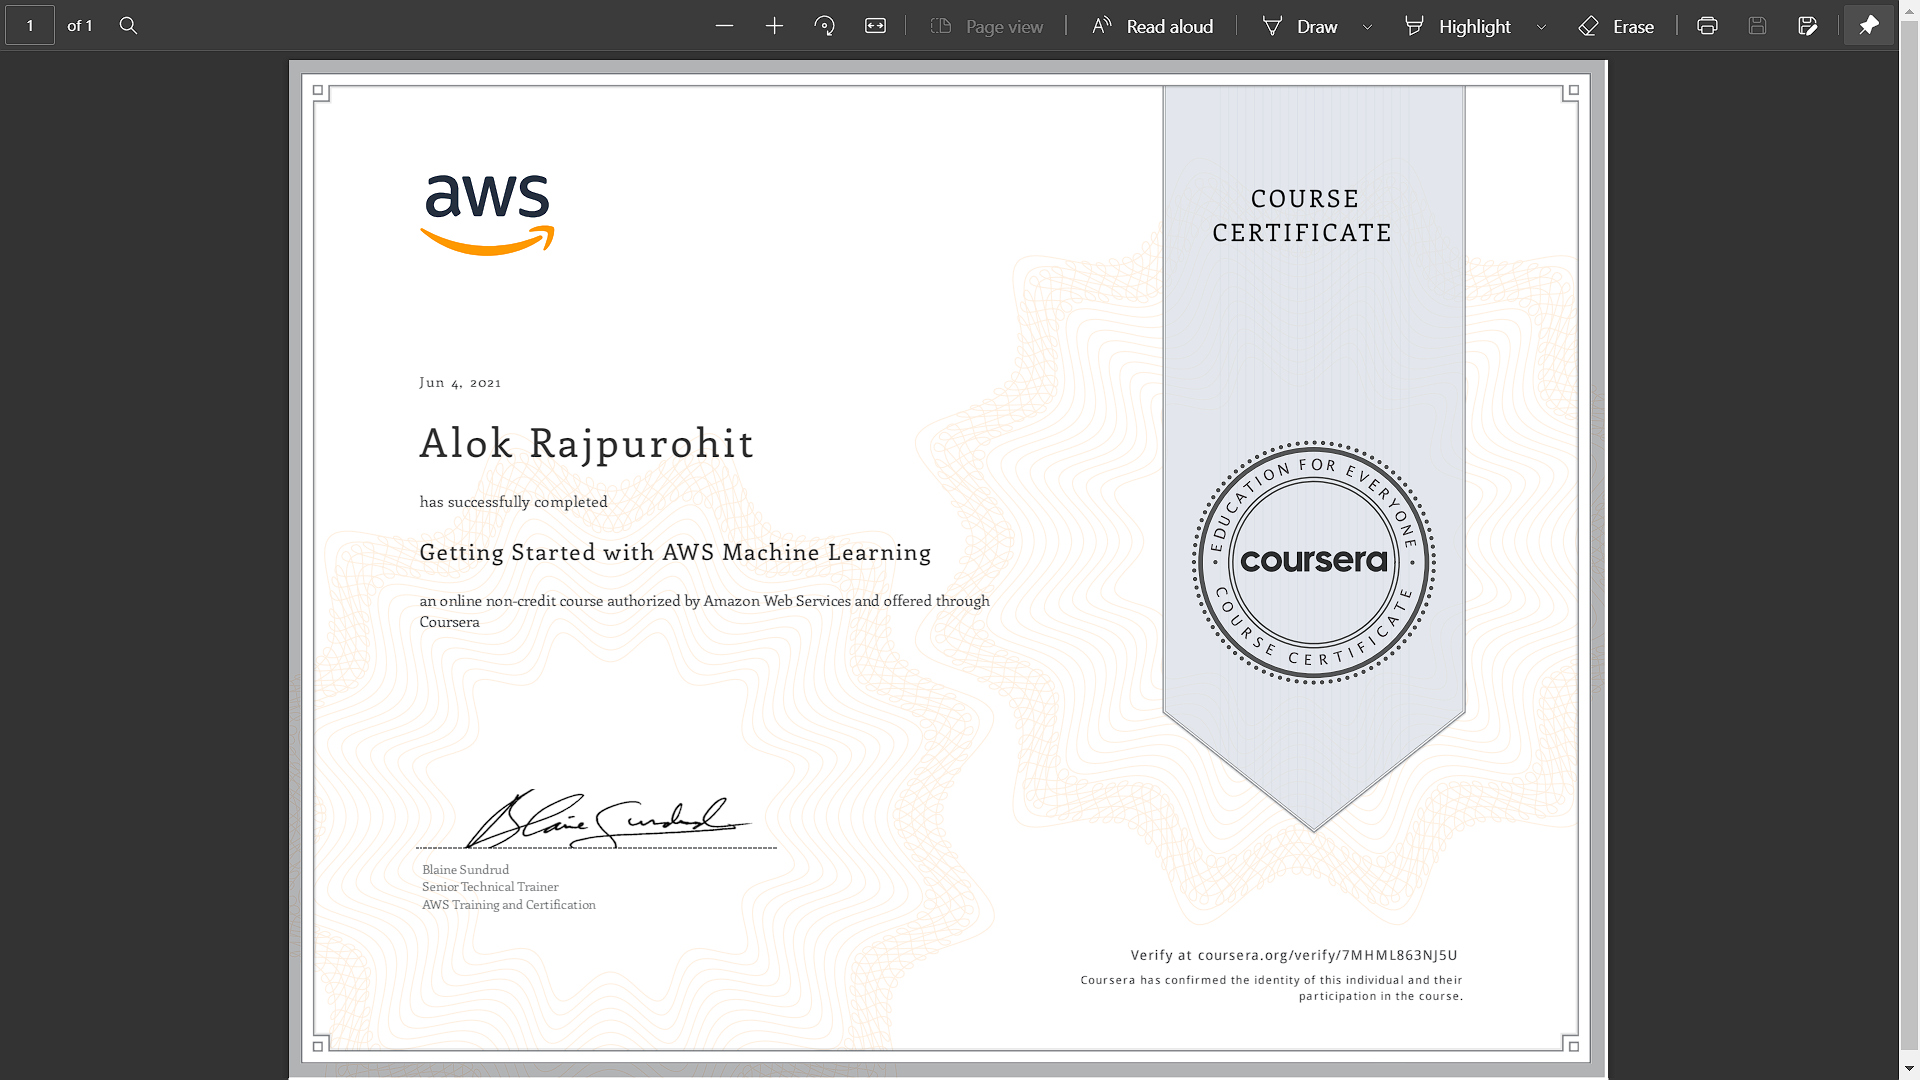 1 of 1 Page view Read aloud Draw Highlight Erase
aws
COURSE
CERTIFICATE
Jun 4, 2021
Alok Rajpurohit
has successfully completed
Getting Started with AWS Machine Learning
an online non-credit course authorized by Amazon Web Services and offered through
Coursera
EDUCATION FOR EVERYONE
coursera
COURSE CERTIFICATE
Blaine Sundrud
Blaine Sundrud
Senior Technical Trainer
AWS Training and Certification
Verify at coursera.org/verify/7MHML863NJ5U
Coursera has confirmed the identity of this individual and their
participation in the course.